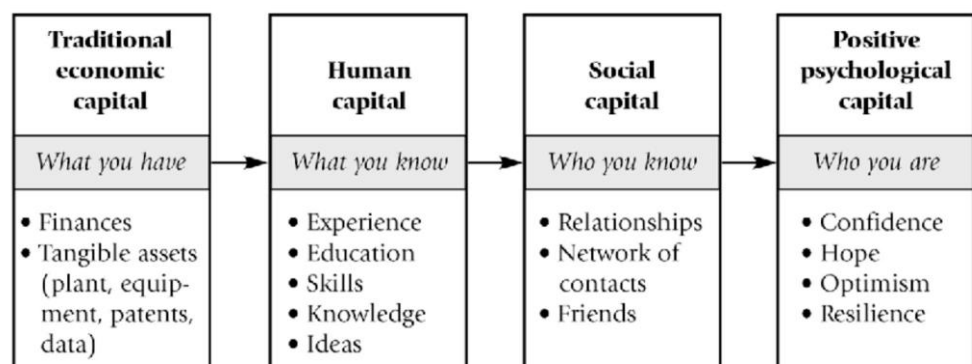 Traditional
economic
capital
What you have
• Finances
• Tangible assets
(plant, equip-
ment, patents,
data)
Human
capital
What you know
• Experience
• Education
• Skills
• Knowledge
• Ideas
Social
capital
Who you know
• Relationships
• Network of
contacts
• Friends
Positive
psychological
capital
Who you are
• Confidence
• Hope
• Optimism
• Resilience